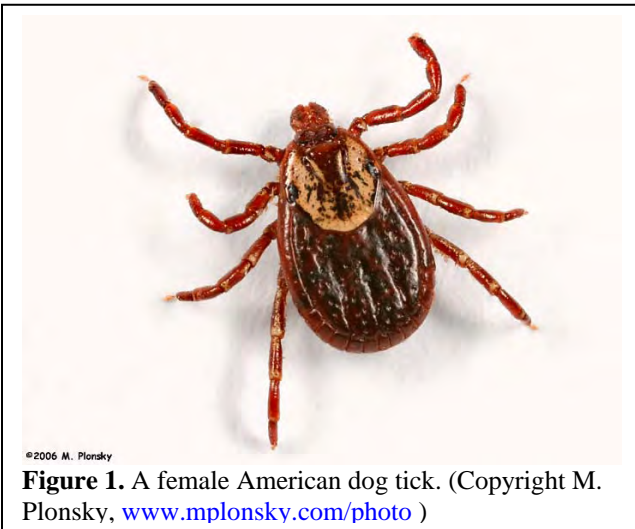 ©2006 M. Plonsky
Figure 1. A female American dog tick. (Copyright M.
Plonsky, www.mplonsky.com/photo )